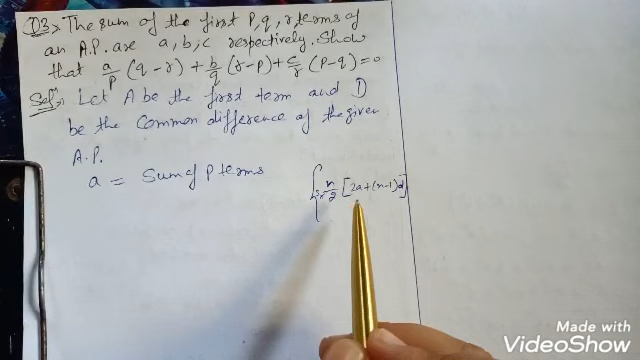 Q3> The sum of the first P, q, r terms of
an A.P. are a, b, c respectively. Show
that a/p (q-r) + b/q (r-p) + c/r (P-q) = 0
Solⁿ:- Let A be the first term and D
be the common difference of the given
A.P.
a = Sum of P terms
n/2 [2a+(n-1)d]
Made with
VideoShow